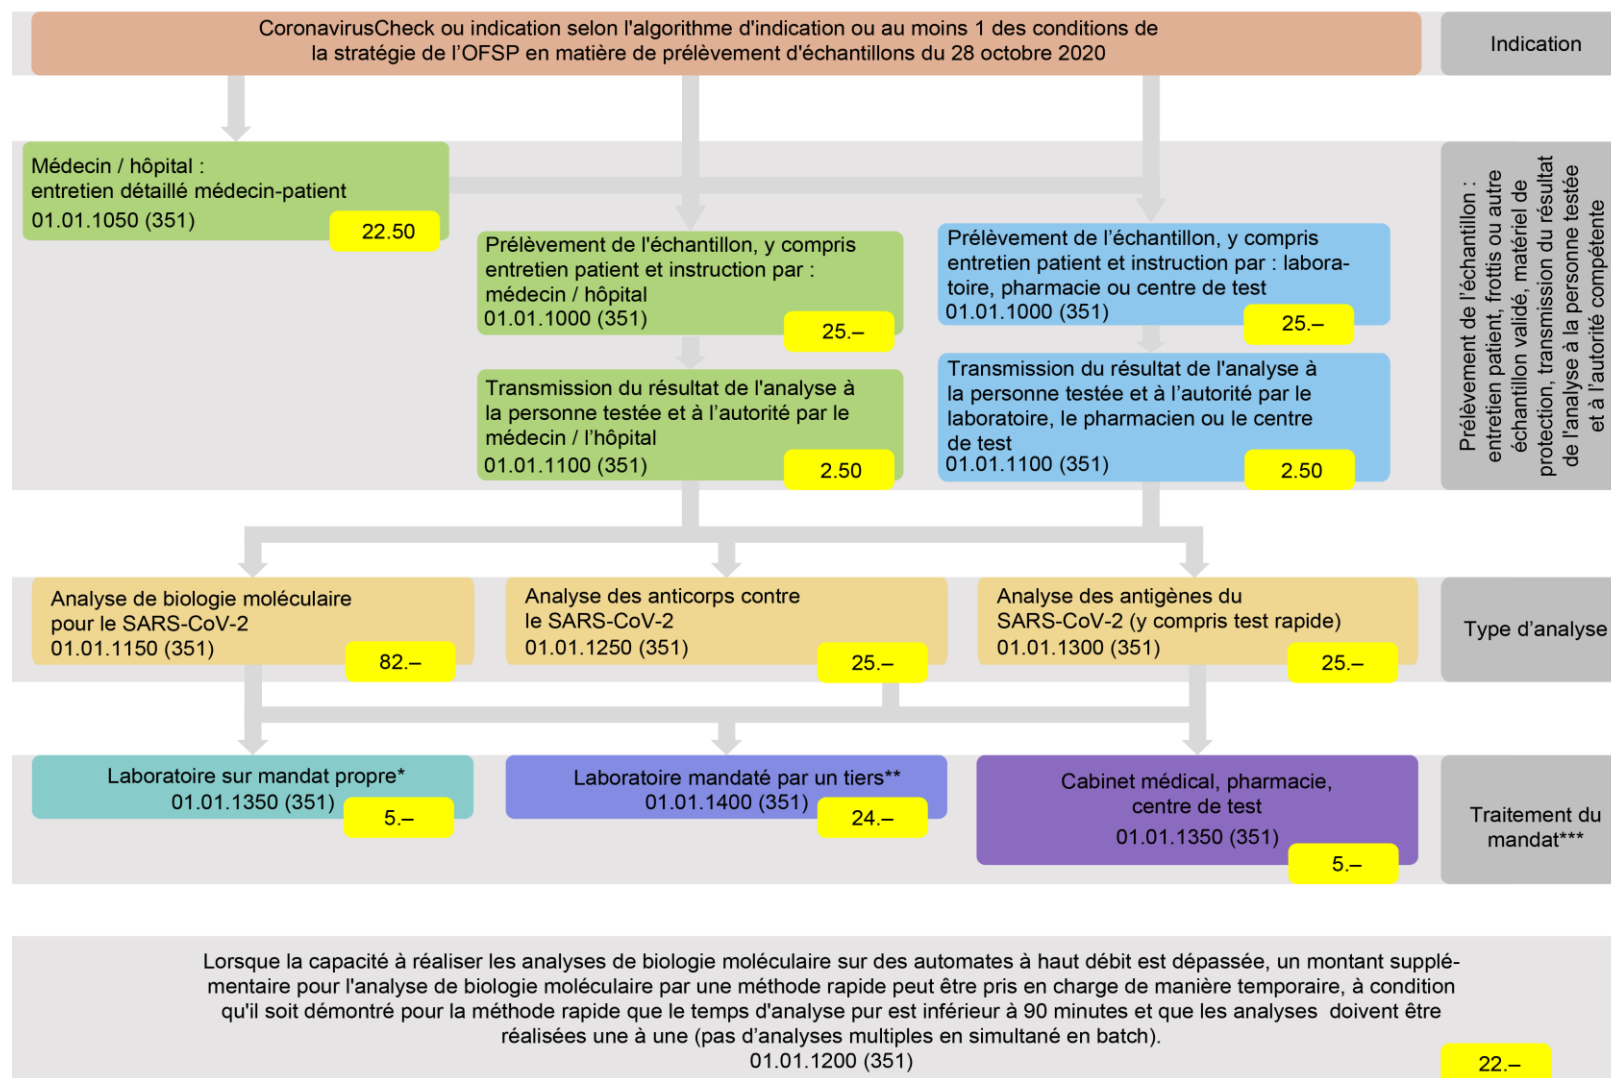 CoronavirusCheck ou indication selon l'algorithme d'indication ou au moins 1 des conditions de
la stratégie de l’OFSP en matière de prélèvement d'échantillons du 28 octobre 2020
Indication
Médecin / hôpital :
entretien détaillé médecin-patient
01.01.1050 (351)
22.50
Prélèvement de l'échantillon, y compris
entretien patient et instruction par :
médecin / hôpital
01.01.1000 (351)
25.–
Prélèvement de l’échantillon, y compris
entretien patient et instruction par : labora-
toire, pharmacie ou centre de test
01.01.1000 (351)
25.–
Transmission du résultat de l'analyse à
la personne testée et à l’autorité par le
médecin / l’hôpital
01.01.1100 (351)
2.50
Transmission du résultat de l'analyse à
la personne testée et à l’autorité par le
laboratoire, le pharmacien ou le centre
de test
01.01.1100 (351)
2.50
Prélèvement de l’échantillon :
entretien patient, frottis ou autre
échantillon validé, matériel de
protection, transmission du résultat
de l'analyse à la personne testée
et à l’autorité compétente
Analyse de biologie moléculaire
pour le SARS-CoV-2
01.01.1150 (351)
82.–
Analyse des anticorps contre
le SARS-CoV-2
01.01.1250 (351)
25.–
Analyse des antigènes du
SARS-CoV-2 (y compris test rapide)
01.01.1300 (351)
25.–
Type d’analyse
Laboratoire sur mandat propre*
01.01.1350 (351)
5.–
Laboratoire mandaté par un tiers**
01.01.1400 (351)
24.–
Cabinet médical, pharmacie,
centre de test
01.01.1350 (351)
5.–
Traitement du
mandat***
Lorsque la capacité à réaliser les analyses de biologie moléculaire sur des automates à haut débit est dépassée, un montant supplé-
mentaire pour l'analyse de biologie moléculaire par une méthode rapide peut être pris en charge de manière temporaire, à condition
qu'il soit démontré pour la méthode rapide que le temps d'analyse pur est inférieur à 90 minutes et que les analyses doivent être
réalisées une à une (pas d’analyses multiples en simultané en batch).
01.01.1200 (351)
22.–